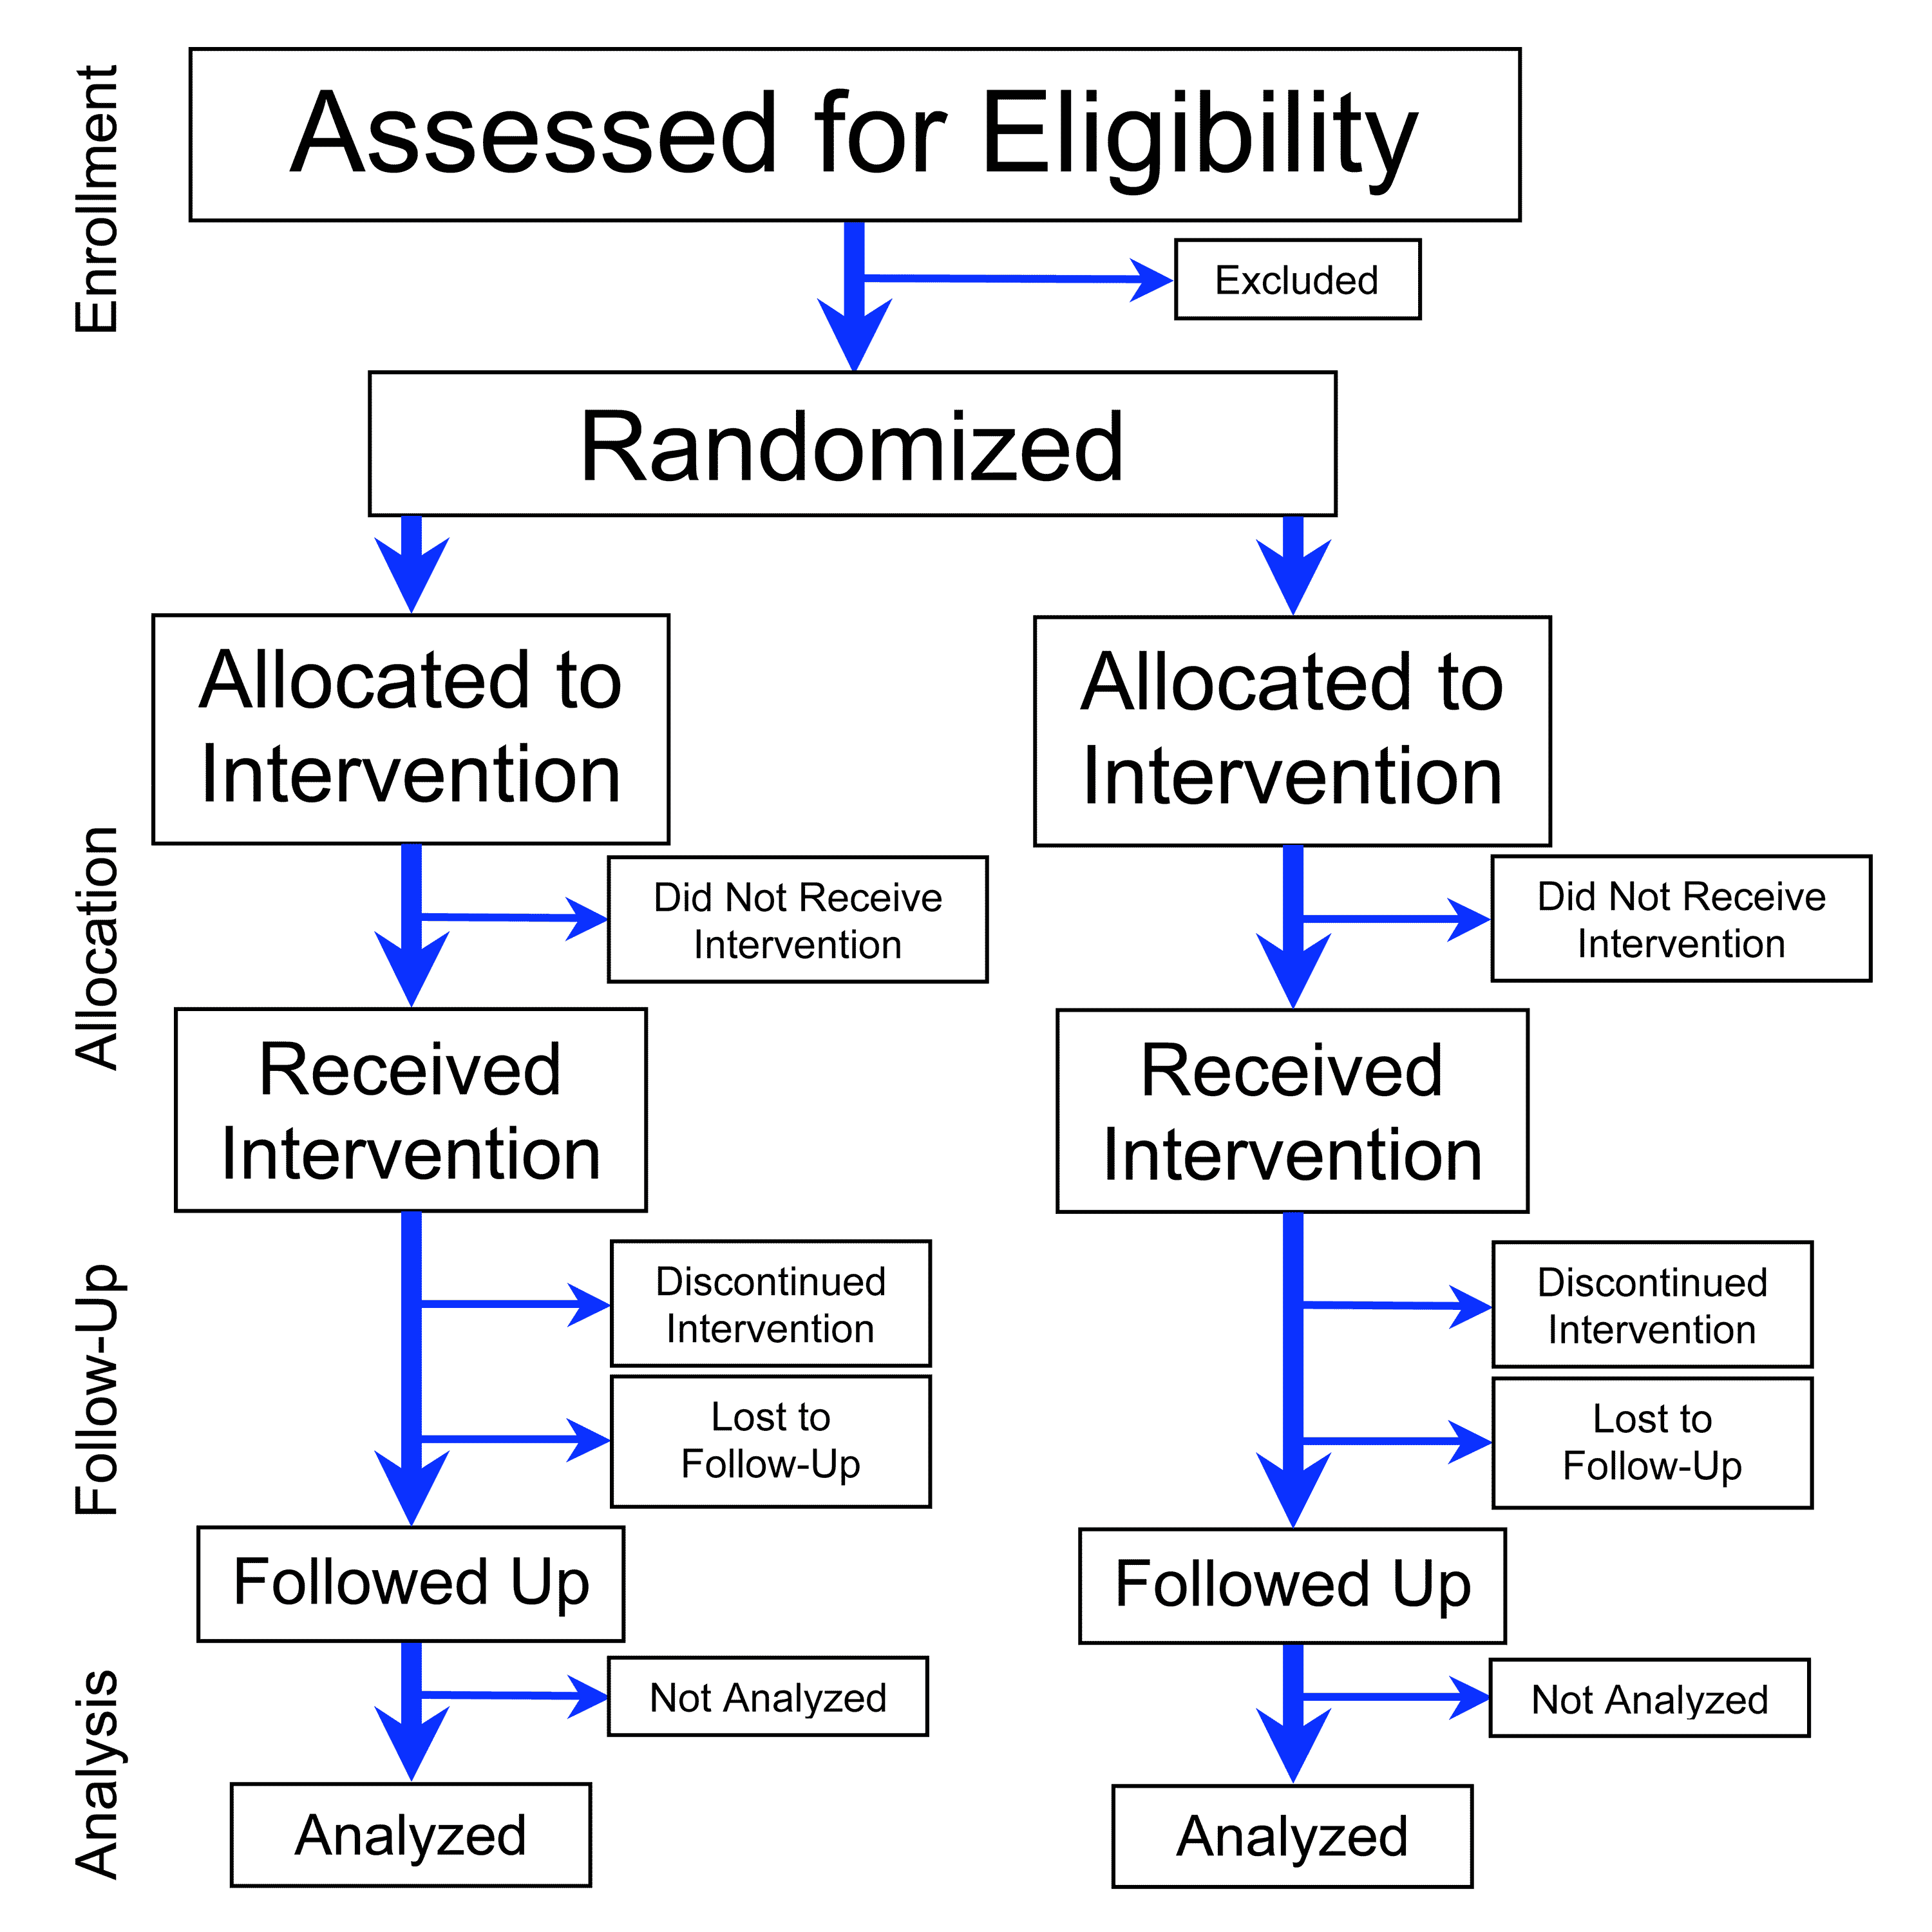 Enrollment
Assessed for Eligibility
Excluded
Randomized
Allocation
Allocated to
Intervention
Did Not Receive
Intervention
Received
Intervention
Allocated to
Intervention
Did Not Receive
Intervention
Received
Intervention
Follow-Up
Discontinued
Intervention
Lost to
Follow-Up
Followed Up
Discontinued
Intervention
Lost to
Follow-Up
Followed Up
Analysis
Not Analyzed
Analyzed
Not Analyzed
Analyzed